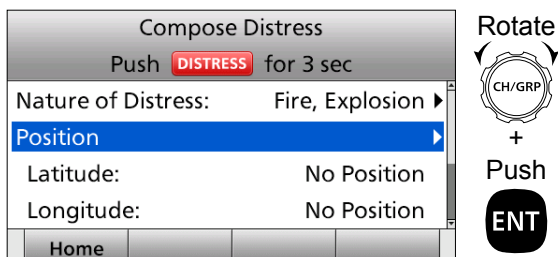 Compose Distress
Push DISTRESS for 3 sec
Nature of Distress: Fire, Explosion
Position
Latitude: No Position
Longitude: No Position
Home
Rotate
CH/GRP
+
Push
ENT